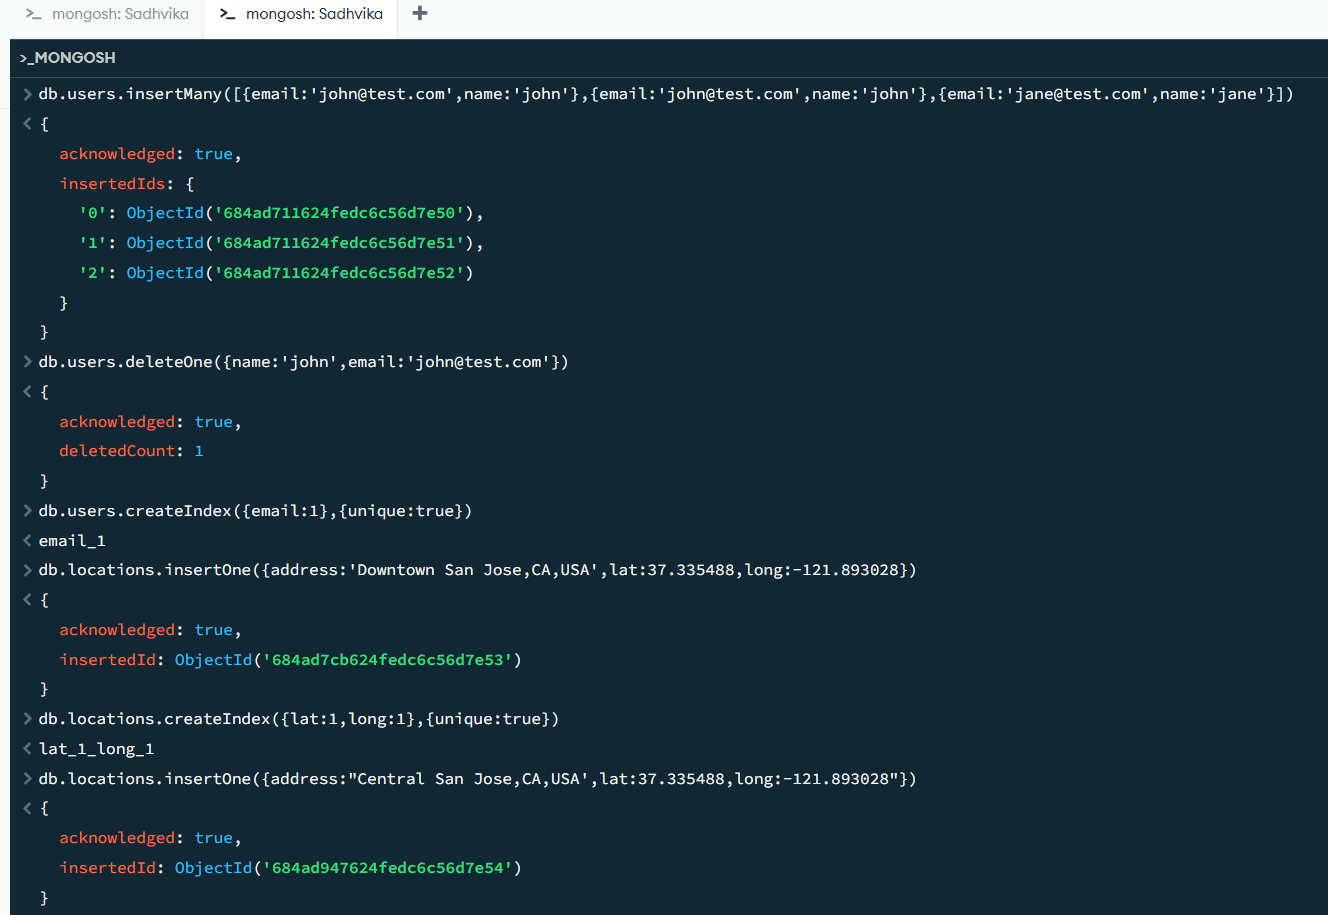 mongosh: Sadhvika mongosh: Sadhvika
>_MONGOSH
> db.users.insertMany([{email:'john@test.com',name:'john'},{email:'john@test.com',name:'john'},{email:'jane@test.com',name:'jane'}])
< {
acknowledged: true,
insertedIds: {
'0': ObjectId('684ad711624fedc6c56d7e50'),
'1': ObjectId('684ad711624fedc6c56d7e51'),
'2': ObjectId('684ad711624fedc6c56d7e52')
}
}
> db.users.deleteOne({name:'john',email:'john@test.com'})
< {
acknowledged: true,
deletedCount: 1
}
> db.users.createIndex({email:1},{unique:true})
< email_1
> db.locations.insertOne({address:'Downtown San Jose,CA,USA',lat:37.335488,long:-121.893028})
< {
acknowledged: true,
insertedId: ObjectId('684ad7cb624fedc6c56d7e53')
}
> db.locations.createIndex({lat:1,long:1},{unique:true})
< lat_1_long_1
> db.locations.insertOne({address:"Central San Jose,CA,USA',lat:37.335488,long:-121.893028"})
< {
acknowledged: true,
insertedId: ObjectId('684ad947624fedc6c56d7e54')
}